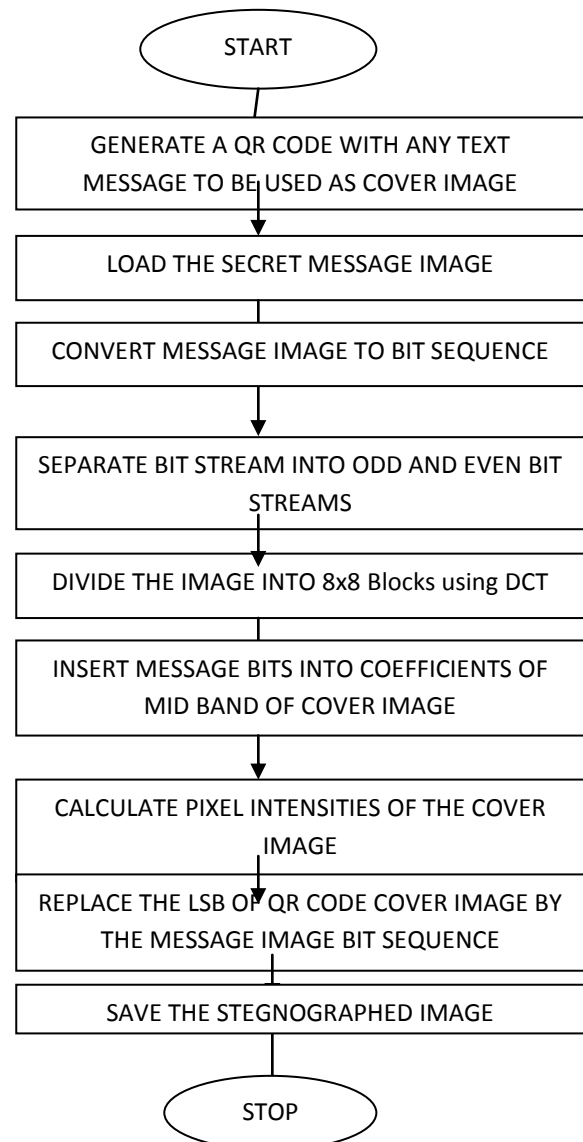 START
GENERATE A QR CODE WITH ANY TEXT
MESSAGE TO BE USED AS COVER IMAGE
LOAD THE SECRET MESSAGE IMAGE
CONVERT MESSAGE IMAGE TO BIT SEQUENCE
SEPARATE BIT STREAM INTO ODD AND EVEN BIT
STREAMS
DIVIDE THE IMAGE INTO 8x8 Blocks using DCT
INSERT MESSAGE BITS INTO COEFFICIENTS OF
MID BAND OF COVER IMAGE
CALCULATE PIXEL INTENSITIES OF THE COVER
IMAGE
REPLACE THE LSB OF QR CODE COVER IMAGE BY
THE MESSAGE IMAGE BIT SEQUENCE
SAVE THE STEGNOGRAPHED IMAGE
STOP